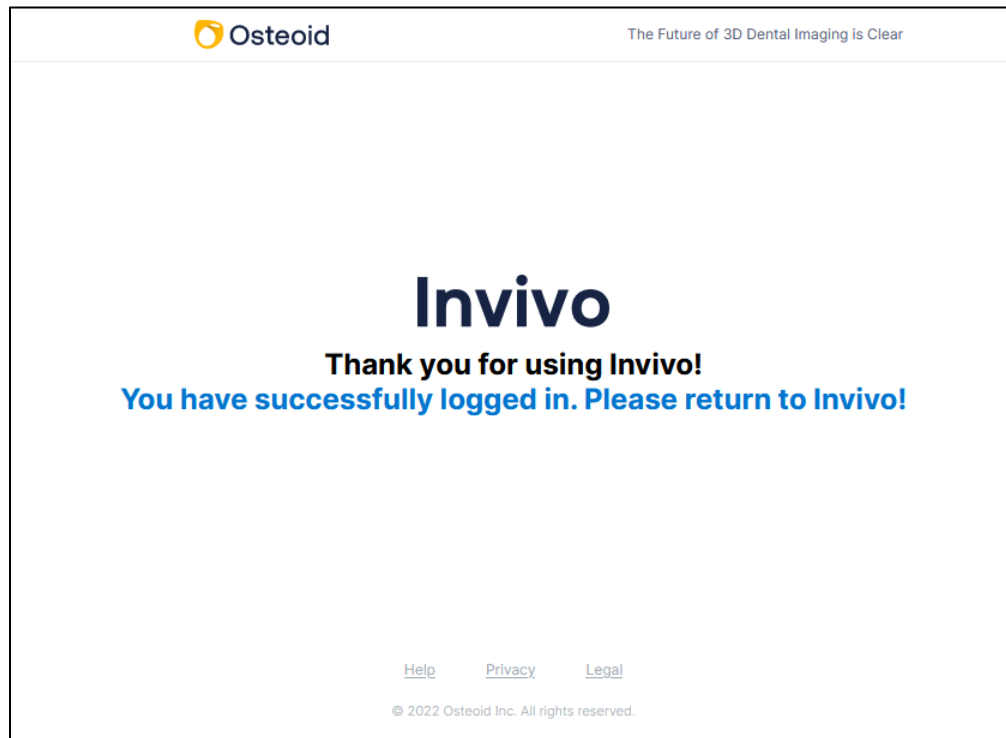 Osteoid
The Future of 3D Dental Imaging is Clear
Invivo
Thank you for using Invivo!
You have successfully logged in. Please return to Invivo!
Help Privacy Legal
© 2022 Osteoid Inc. All rights reserved.